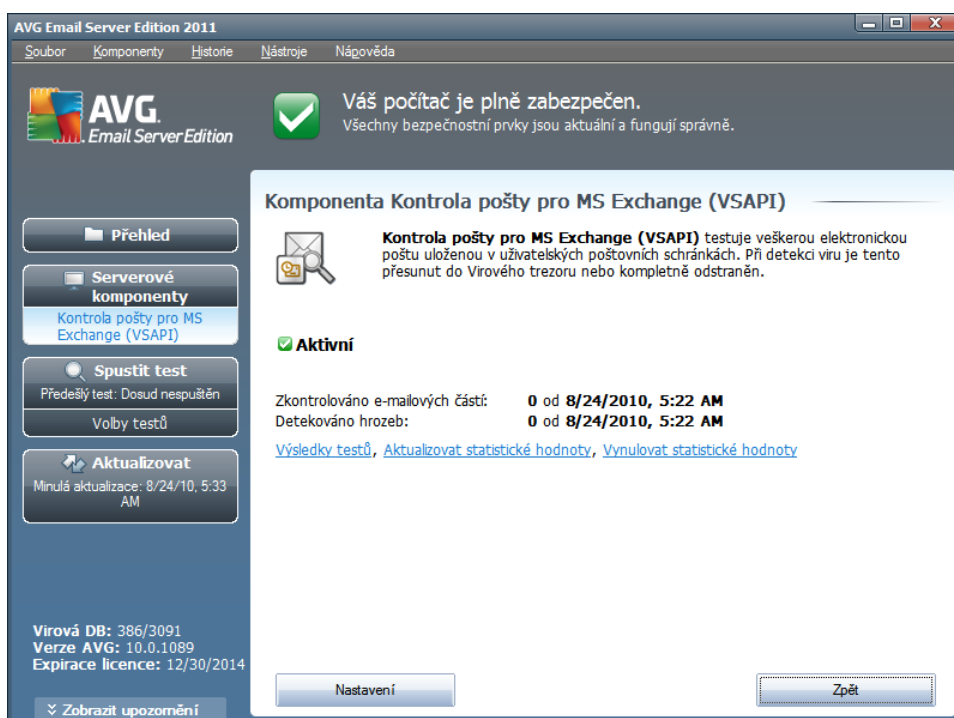 AVG Email Server Edition 2011
Soubor Komponenty Historie Nástroje Nápověda
AVG.
Email Server Edition
Váš počítač je plně zabezpečen.
Všechny bezpečnostní prvky jsou aktuální a fungují správně.
Přehled
Serverové
komponenty
Kontrola pošty pro MS
Exchange (VSAPI)
Spustit test
Předešlý test: Dosud nespuštěn
Volby testů
Aktualizovat
Minulá aktualizace: 8/24/10, 5:33
AM
Virová DB: 386/3091
Verze AVG: 10.0.1089
Expirace licence: 12/30/2014
Zobrazit upozornění
Komponenta Kontrola pošty pro MS Exchange (VSAPI)
Kontrola pošty pro MS Exchange (VSAPI) testuje veškerou elektronickou
poštu uloženou v uživatelských poštovních schránkách. Při detekci viru je tento
přesunut do Virového trezoru nebo kompletně odstraněn.
Aktivní
Zkontrolováno e-mailových částí: 0 od 8/24/2010, 5:22 AM
Detekováno hrozeb: 0 od 8/24/2010, 5:22 AM
Výsledky testů, Aktualizovat statistické hodnoty, Vynulovat statistické hodnoty
Nastavení Zpět